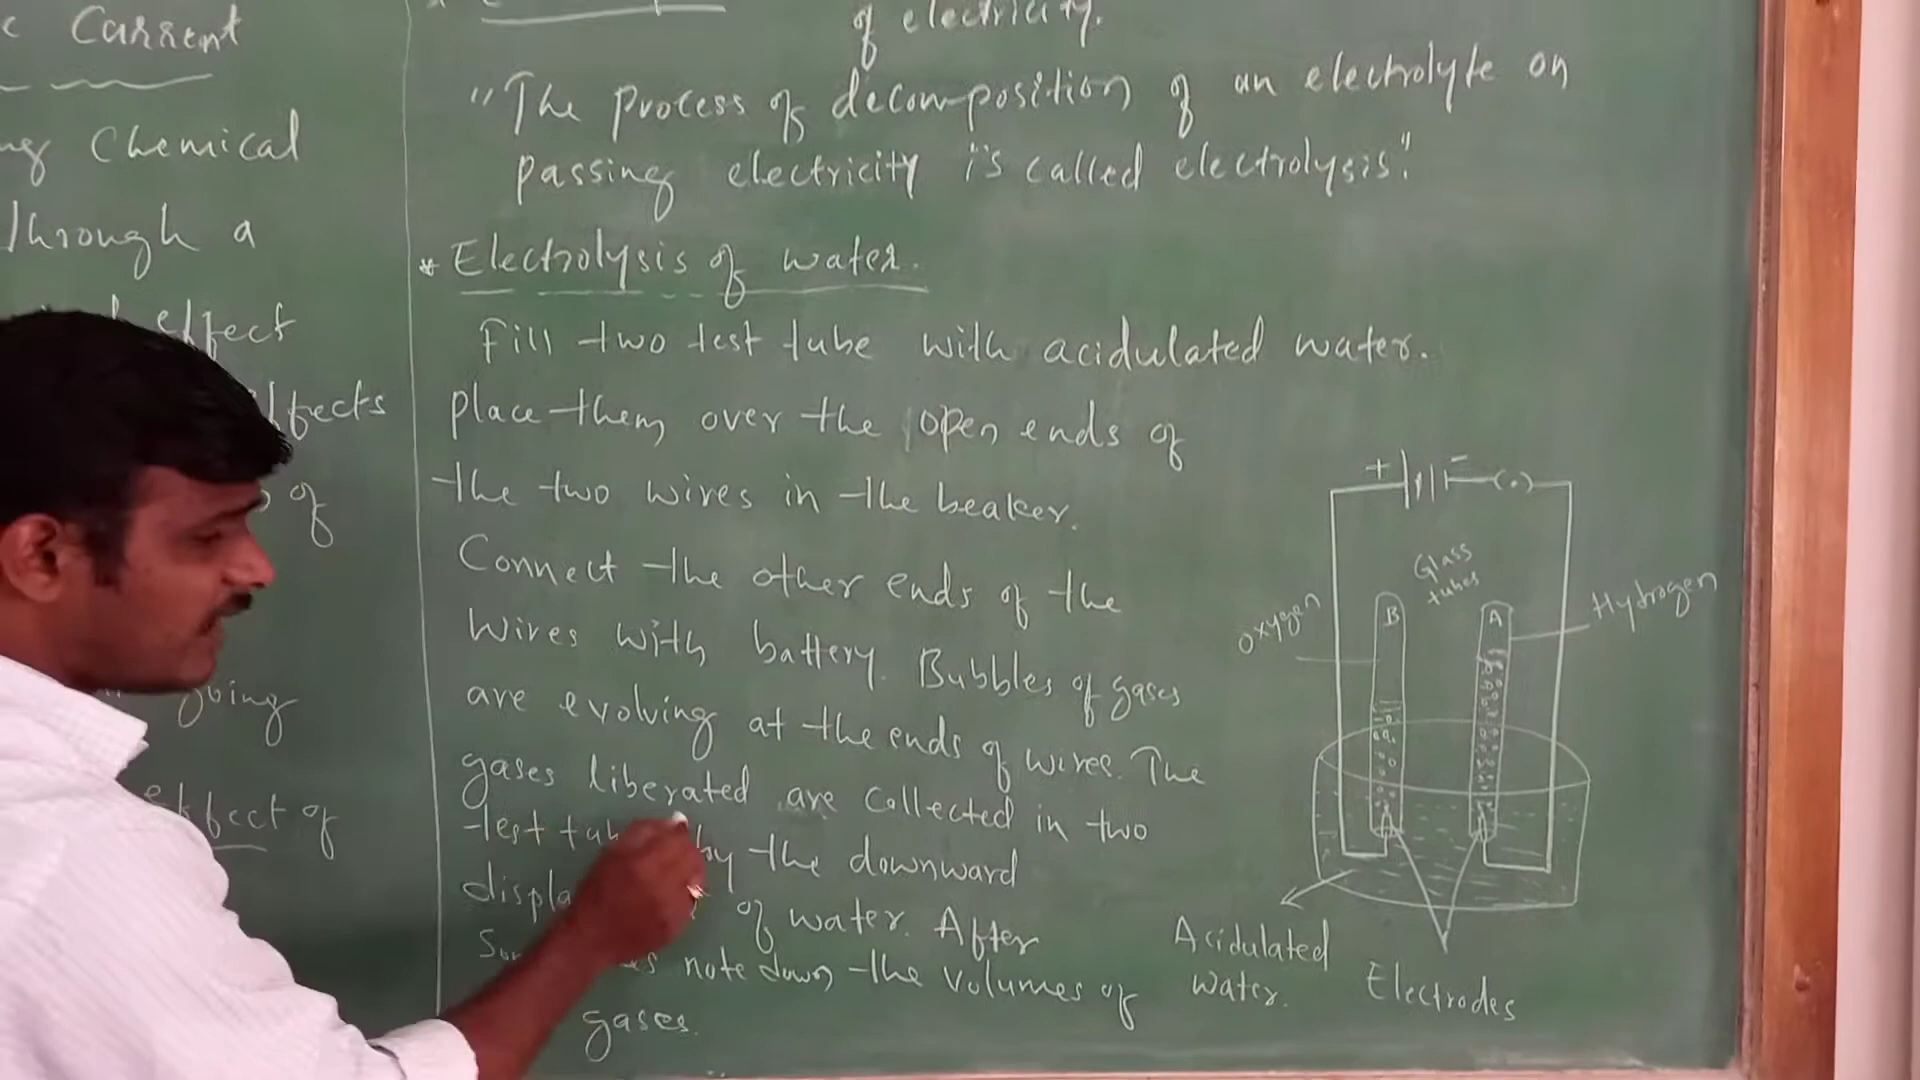 c Current
ng Chemical
Through a
effect
ffects
of
going
effect of
of electricity.
"The process of decomposition of an electrolyte on
passing electricity is called electrolysis."
* Electrolysis of water.
Fill two test tube with acidulated water.
place them over the open ends of
the two wires in the beaker.
Connect the other ends of the
wires with battery. Bubbles of gases
are evolving at the ends of wires. The
gases liberated are collected in two
test tub by the downward
displa of water. After
note down the volumes of
gases.
+ -
(.)
Glass
tubes
Oxygen
B
A
Hydrogen
Acidulated
water.
Electrodes